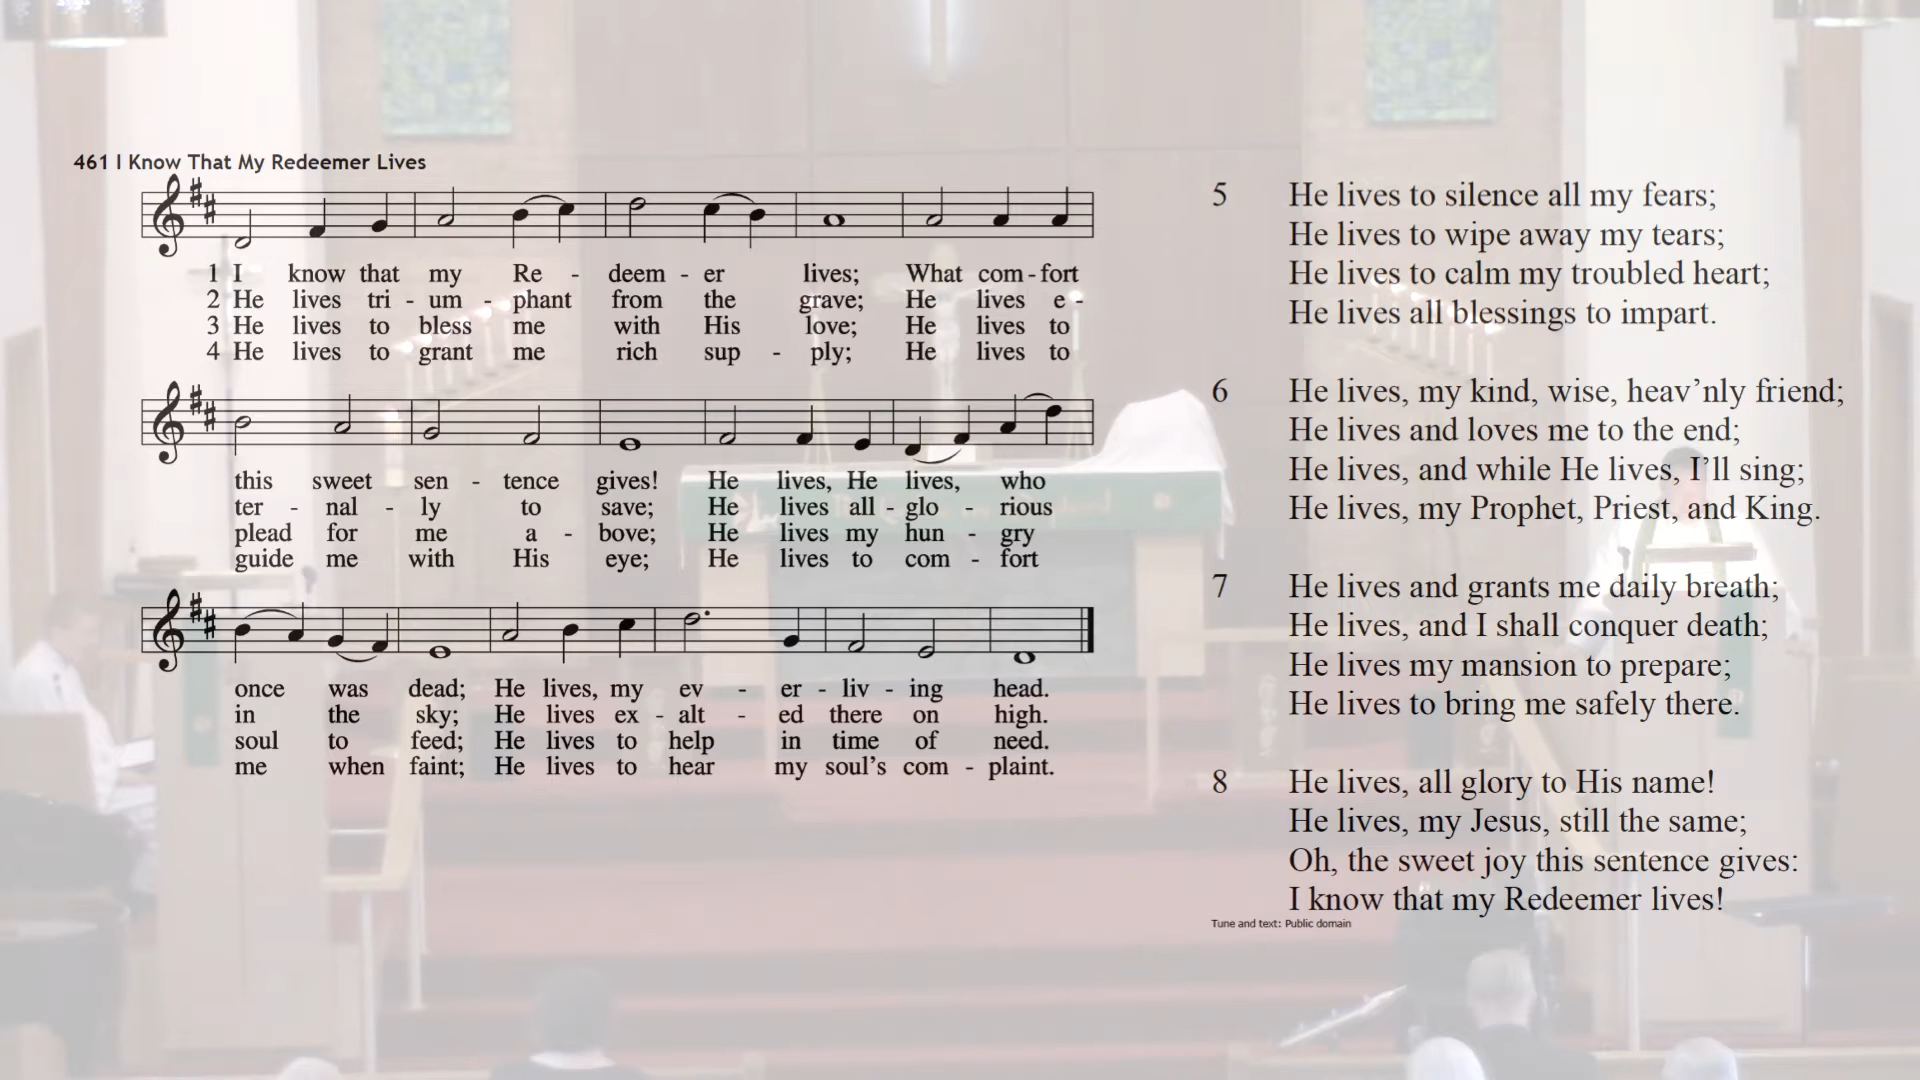 461 I Know That My Redeemer Lives
1 I know that my Re - deem - er lives; What com - fort
2 He lives tri - um - phant from the grave; He lives e -
3 He lives to bless me with His love; He lives to
4 He lives to grant me rich sup - ply; He lives to
this sweet sen - tence gives! He lives, He lives, who
ter - nal - ly to save; He lives all - glo - rious
plead for me a - bove; He lives my hun - gry
guide me with His eye; He lives to com - fort
once was dead; He lives, my ev - er - liv - ing head.
in the sky; He lives ex - alt - ed there on high.
soul to feed; He lives to help in time of need.
me when faint; He lives to hear my soul's com - plaint.
5 He lives to silence all my fears;
He lives to wipe away my tears;
He lives to calm my troubled heart;
He lives all blessings to impart.
6 He lives, my kind, wise, heav’nly friend;
He lives and loves me to the end;
He lives, and while He lives, I’ll sing;
He lives, my Prophet, Priest, and King.
7 He lives and grants me daily breath;
He lives, and I shall conquer death;
He lives my mansion to prepare;
He lives to bring me safely there.
8 He lives, all glory to His name!
He lives, my Jesus, still the same;
Oh, the sweet joy this sentence gives:
I know that my Redeemer lives!
Tune and text: Public domain